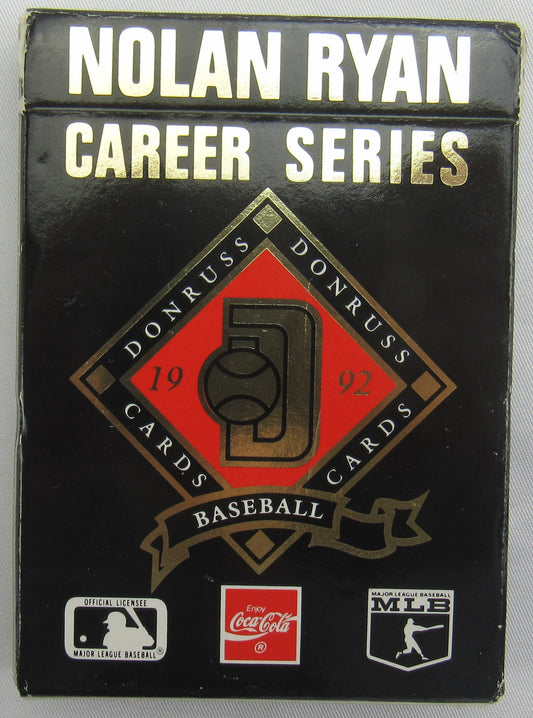 NOLAN RYAN
CAREER SERIES
DONRUSS DONRUSS
19 D 92
CARDS CARDS
BASEBALL
OFFICIAL LICENSEE
MAJOR LEAGUE BASEBALL®
Enjoy
Coca-Cola
®
MAJOR LEAGUE BASEBALL
MLB